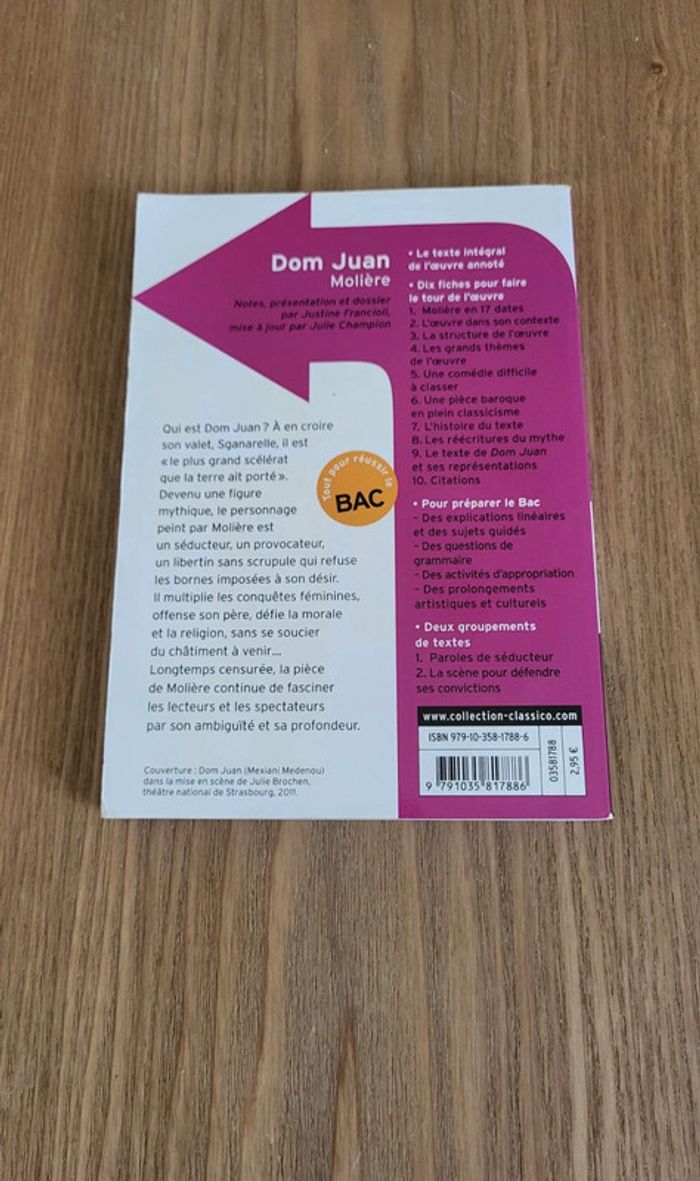 Dom Juan
Molière
Notes, présentation et dossier
par Justine Francioli,
mise à jour par Julie Champion
Qui est Dom Juan ? À en croire
son valet, Sganarelle, il est
« le plus grand scélérat
que la terre ait porté ».
Devenu une figure
mythique, le personnage
peint par Molière est
un séducteur, un provocateur,
un libertin sans scrupule qui refuse
les bornes imposées à son désir.
Il multiplie les conquêtes féminines,
offense son père, défie la morale
et la religion, sans se soucier
du châtiment à venir...
Longtemps censurée, la pièce
de Molière continue de fasciner
les lecteurs et les spectateurs
par son ambiguïté et sa profondeur.
Couverture : Dom Juan (Mexiani Medenou)
dans la mise en scène de Julie Brochen,
théâtre national de Strasbourg, 2011.
Tout pour réussir le
BAC
• Le texte intégral
de l'œuvre annoté
• Dix fiches pour faire
le tour de l'œuvre
1. Molière en 17 dates
2. L'œuvre dans son contexte
3. La structure de l'œuvre
4. Les grands thèmes
de l'œuvre
5. Une comédie difficile
à classer
6. Une pièce baroque
en plein classicisme
7. L'histoire du texte
8. Les réécritures du mythe
9. Le texte de Dom Juan
et ses représentations
10. Citations
• Pour préparer le Bac
- Des explications linéaires
et des sujets guidés
- Des questions de
grammaire
- Des activités d'appropriation
- Des prolongements
artistiques et culturels
• Deux groupements
de textes
1. Paroles de séducteur
2. La scène pour défendre
ses convictions
www.collection-classico.com
ISBN 979-10-358-1788-6
9 791035 817886
03581788
2,95 €